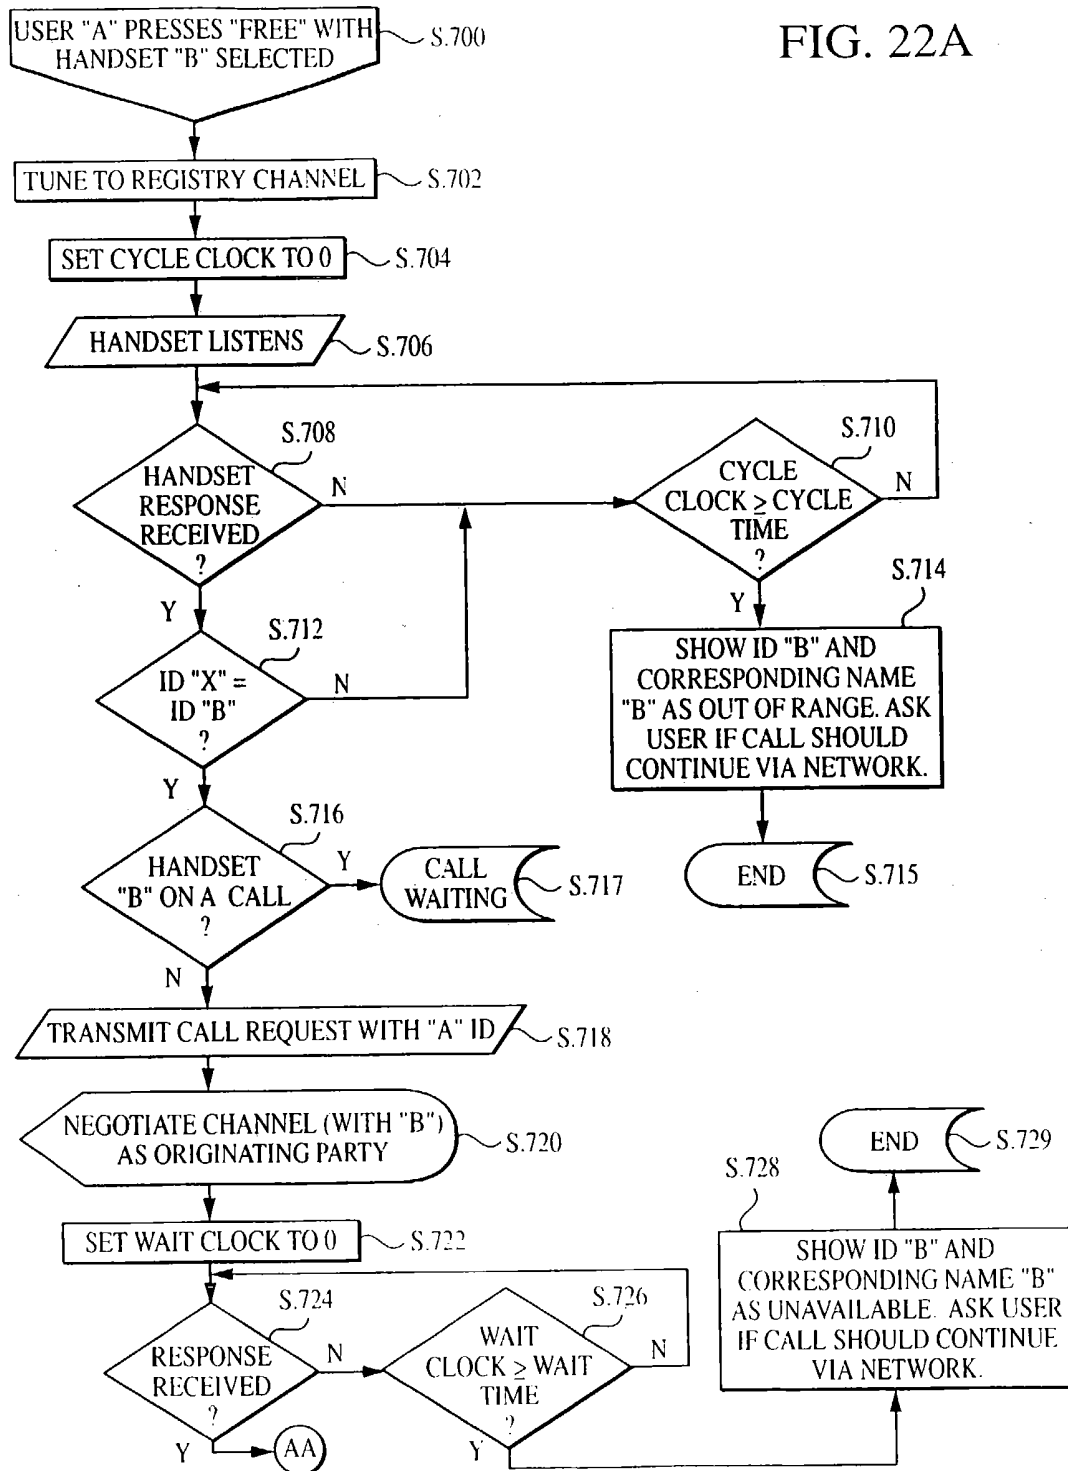 FIG. 22A
USER "A" PRESSES "FREE" WITH
HANDSET "B" SELECTED
S.700
TUNE TO REGISTRY CHANNEL
S.702
SET CYCLE CLOCK TO 0
S.704
HANDSET LISTENS
S.706
S.708
HANDSET
RESPONSE
RECEIVED
?
N
Y
S.710
CYCLE
CLOCK ≥ CYCLE
TIME
?
N
Y
S.712
ID "X" =
ID "B"
?
N
Y
S.714
SHOW ID "B" AND
CORRESPONDING NAME
"B" AS OUT OF RANGE. ASK
USER IF CALL SHOULD
CONTINUE VIA NETWORK.
END
S.715
S.716
HANDSET
"B" ON A CALL
?
Y
N
CALL
WAITING
S.717
TRANSMIT CALL REQUEST WITH "A" ID
S.718
NEGOTIATE CHANNEL (WITH "B")
AS ORIGINATING PARTY
S.720
SET WAIT CLOCK TO 0
S.722
S.724
RESPONSE
RECEIVED
?
N
Y
AA
S.726
WAIT
CLOCK ≥ WAIT
TIME
?
N
Y
S.728
SHOW ID "B" AND
CORRESPONDING NAME "B"
AS UNAVAILABLE. ASK USER
IF CALL SHOULD CONTINUE
VIA NETWORK.
END
S.729